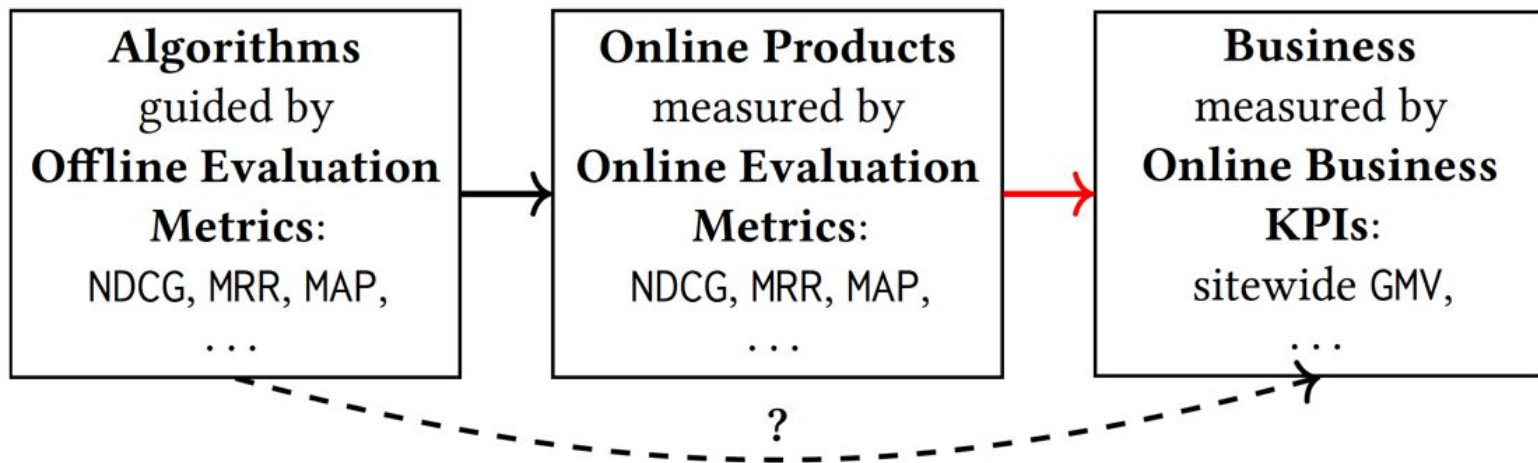 Algorithms
guided by
Offline Evaluation
Metrics:
NDCG, MRR, MAP,
...
Online Products
measured by
Online Evaluation
Metrics:
NDCG, MRR, MAP,
...
Business
measured by
Online Business
KPIs:
sitewide GMV,
...
?